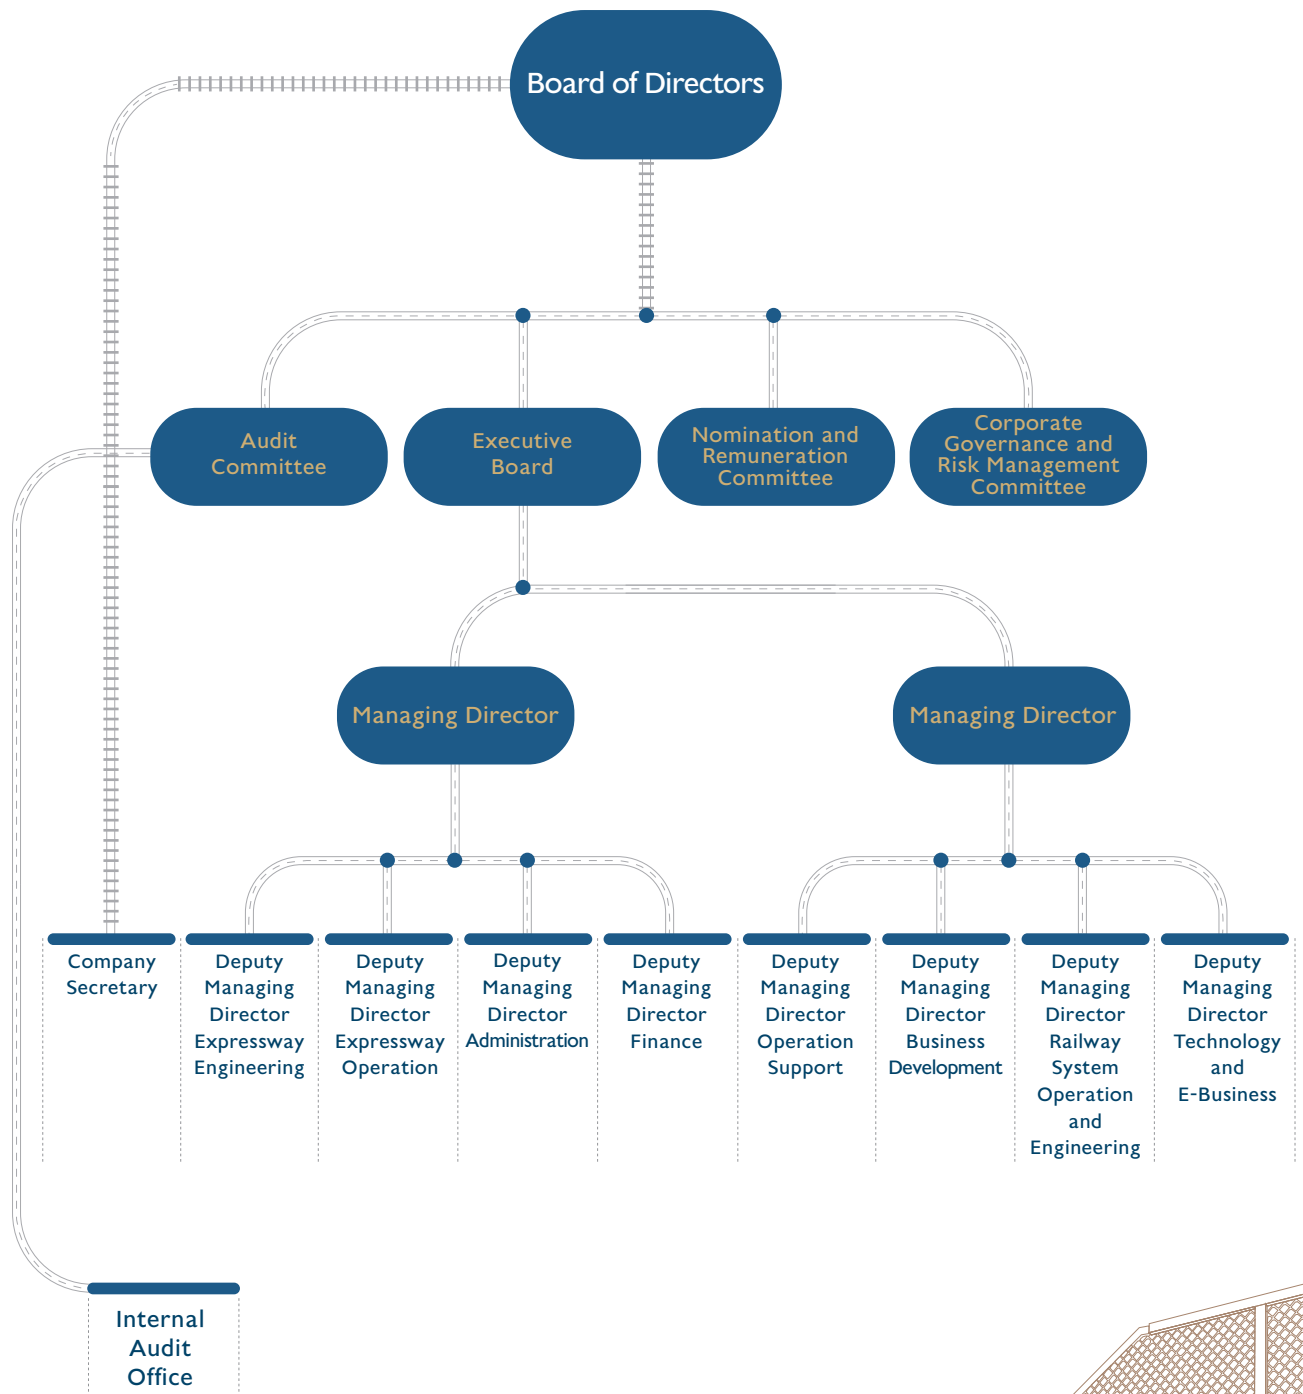 Board of Directors
Audit
Committee
Executive
Board
Nomination and
Remuneration
Committee
Corporate
Governance and
Risk Management
Committee
Managing Director
Managing Director
Company
Secretary
Deputy
Managing
Director
Expressway
Engineering
Deputy
Managing
Director
Expressway
Operation
Deputy
Managing
Director
Administration
Deputy
Managing
Director
Finance
Deputy
Managing
Director
Operation
Support
Deputy
Managing
Director
Business
Development
Deputy
Managing
Director
Railway
System
Operation
and
Engineering
Deputy
Managing
Director
Technology
and
E-Business
Internal
Audit
Office